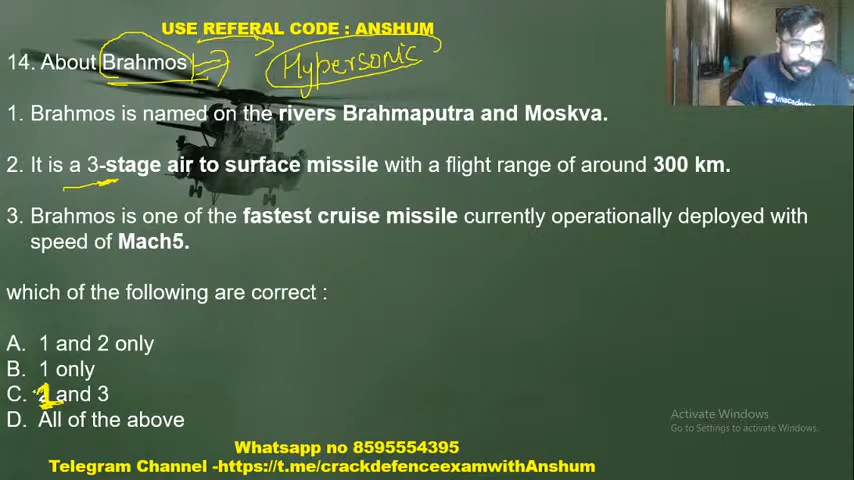 USE REFERAL CODE : ANSHUM
14. About Brahmos
Hypersonic
unacademy
1. Brahmos is named on the rivers Brahmaputra and Moskva.
2. It is a 3-stage air to surface missile with a flight range of around 300 km.
3. Brahmos is one of the fastest cruise missile currently operationally deployed with
speed of Mach5.
which of the following are correct :
A. 1 and 2 only
B. 1 only
C. 1 and 3
D. All of the above
Activate Windows
Go to Settings to activate Windows.
Whatsapp no 8595554395
Telegram Channel -https://t.me/crackdefenceexamwithAnshum